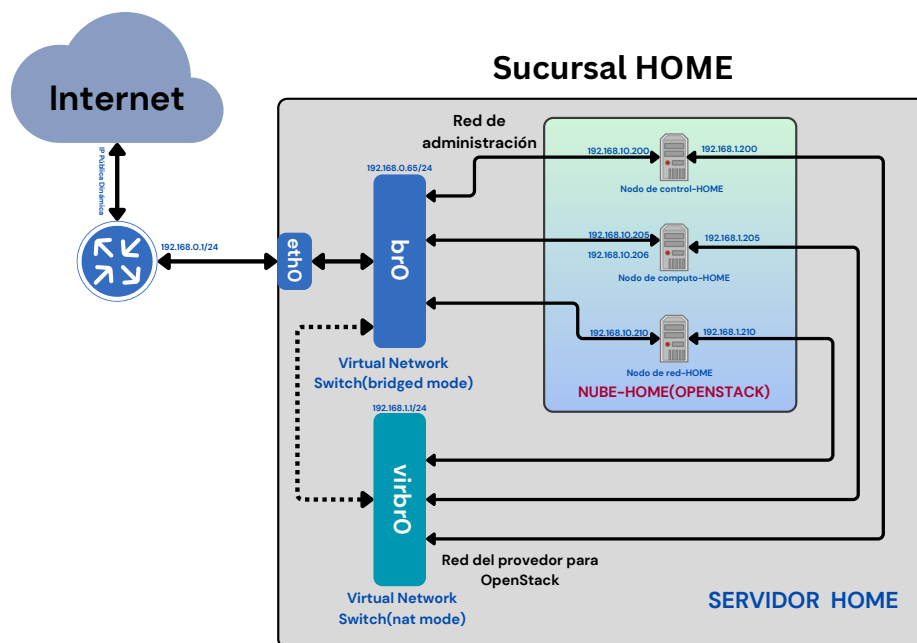 Sucursal HOME
Internet
IP Pública Dinámica
192.168.0.1/24
eth0
192.168.0.65/24
br0
Virtual Network
Switch(bridged mode)
Red de
administración
192.168.10.200
192.168.1.200
Nodo de control-HOME
192.168.10.205
192.168.10.206
192.168.1.205
Nodo de computo-HOME
192.168.10.210
192.168.1.210
Nodo de red-HOME
NUBE-HOME(OPENSTACK)
192.168.1.1/24
virbr0
Virtual Network
Switch(nat mode)
Red del provedor para
OpenStack
SERVIDOR HOME